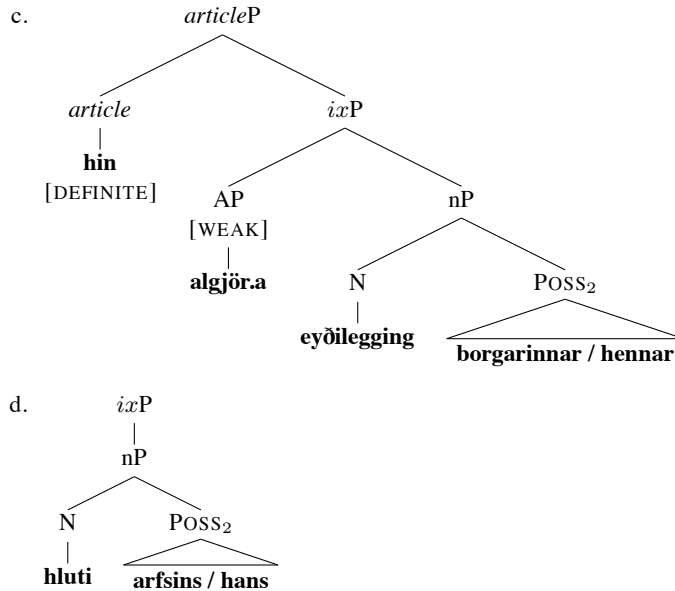 c.
articleP
article
ixP
hin
[DEFINITE]
AP
nP
[WEAK]
algjör.a
N
POSS₂
eyðilegging
borgarinnar / hennar
d.
ixP
nP
N
POSS₂
hluti
arfsins / hans